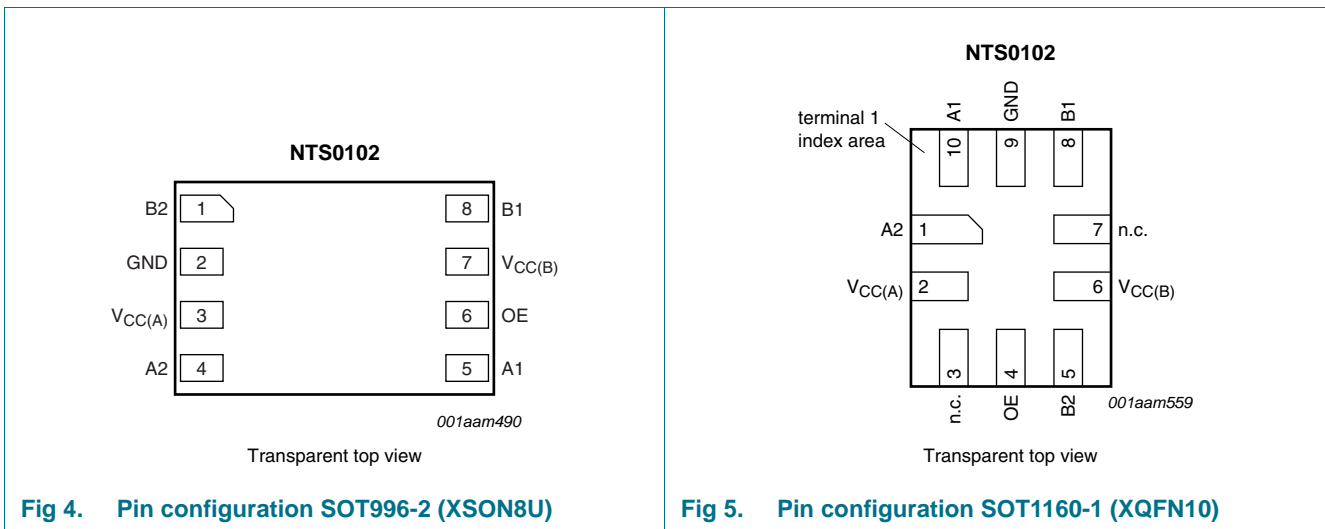 NTS0102
B2 1
8 B1
GND 2
7 VCC(B)
VCC(A) 3
6 OE
A2 4
5 A1
001aam490
Transparent top view
Fig 4. Pin configuration SOT996-2 (XSON8U)
NTS0102
terminal 1
index area
A1 GND B1
10 9 8
A2 1
7 n.c.
VCC(A) 2
6 VCC(B)
3 4 5
n.c. OE B2
001aam559
Transparent top view
Fig 5. Pin configuration SOT1160-1 (XQFN10)